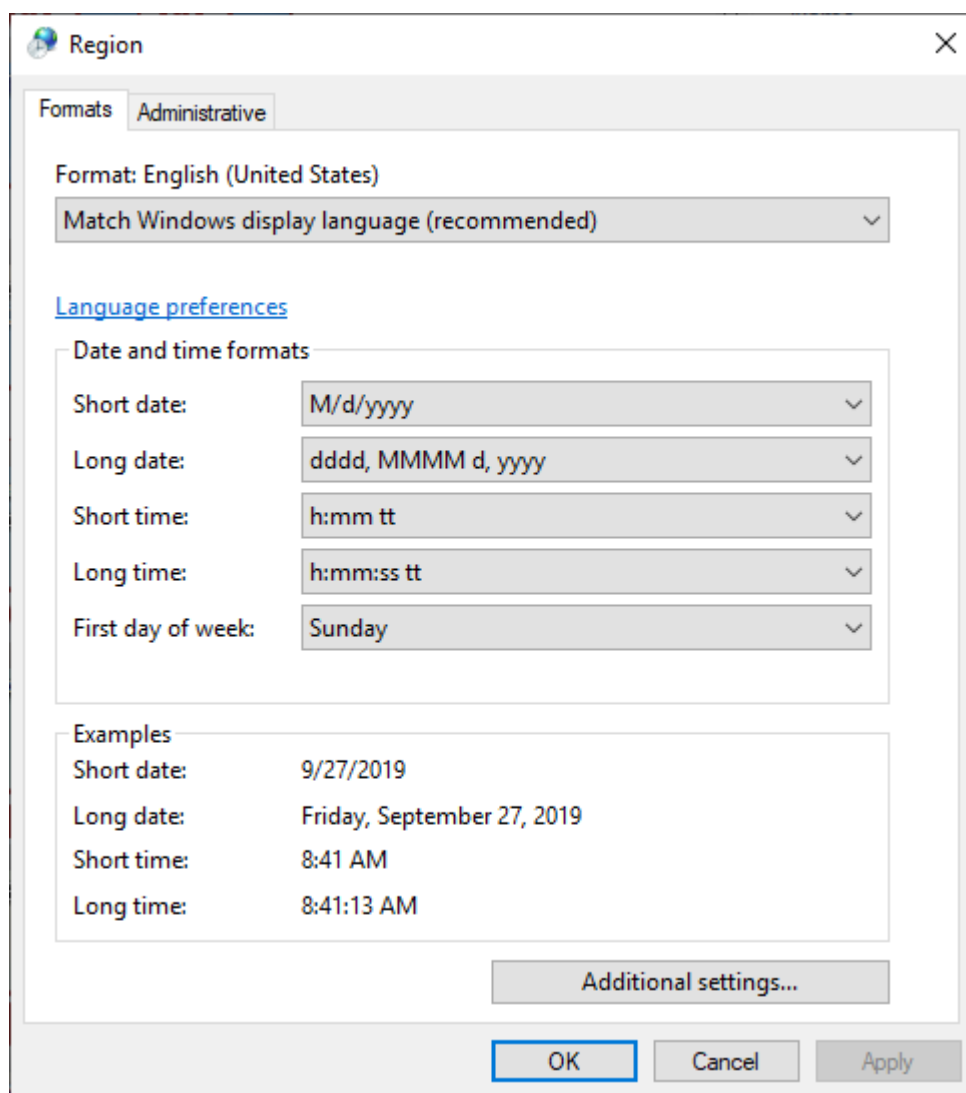 Region
Formats
Administrative
Format: English (United States)
Match Windows display language (recommended)
Language preferences
Date and time formats
Short date: M/d/yyyy
Long date: dddd, MMMM d, yyyy
Short time: h:mm tt
Long time: h:mm:ss tt
First day of week: Sunday
Examples
Short date: 9/27/2019
Long date: Friday, September 27, 2019
Short time: 8:41 AM
Long time: 8:41:13 AM
Additional settings...
OK Cancel Apply